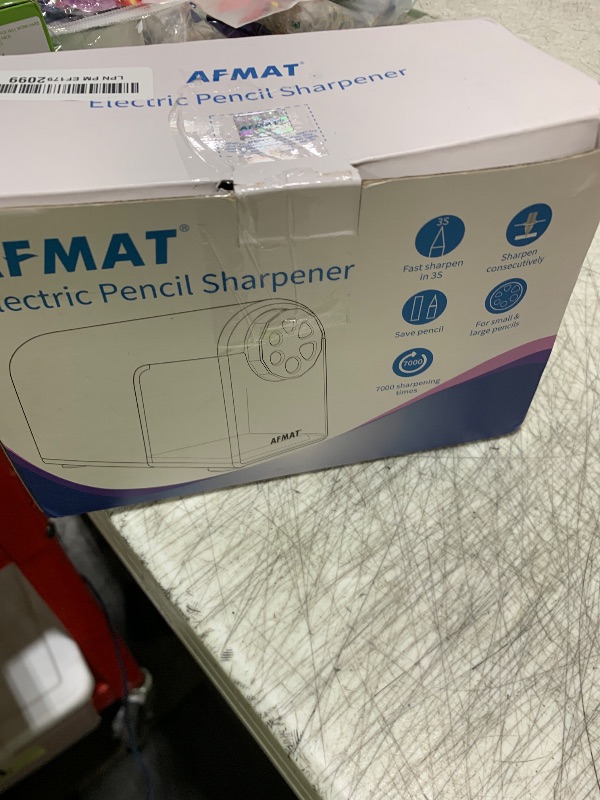 AFMAT®
Electric Pencil Sharpener
LPN PM EF1792099
AFMAT
AFMAT®
Electric Pencil Sharpener
3S
Fast sharpen
in 3S
Sharpen
consecutively
Save pencil
For small &
large pencils
7000
7000 sharpening
times
AFMAT